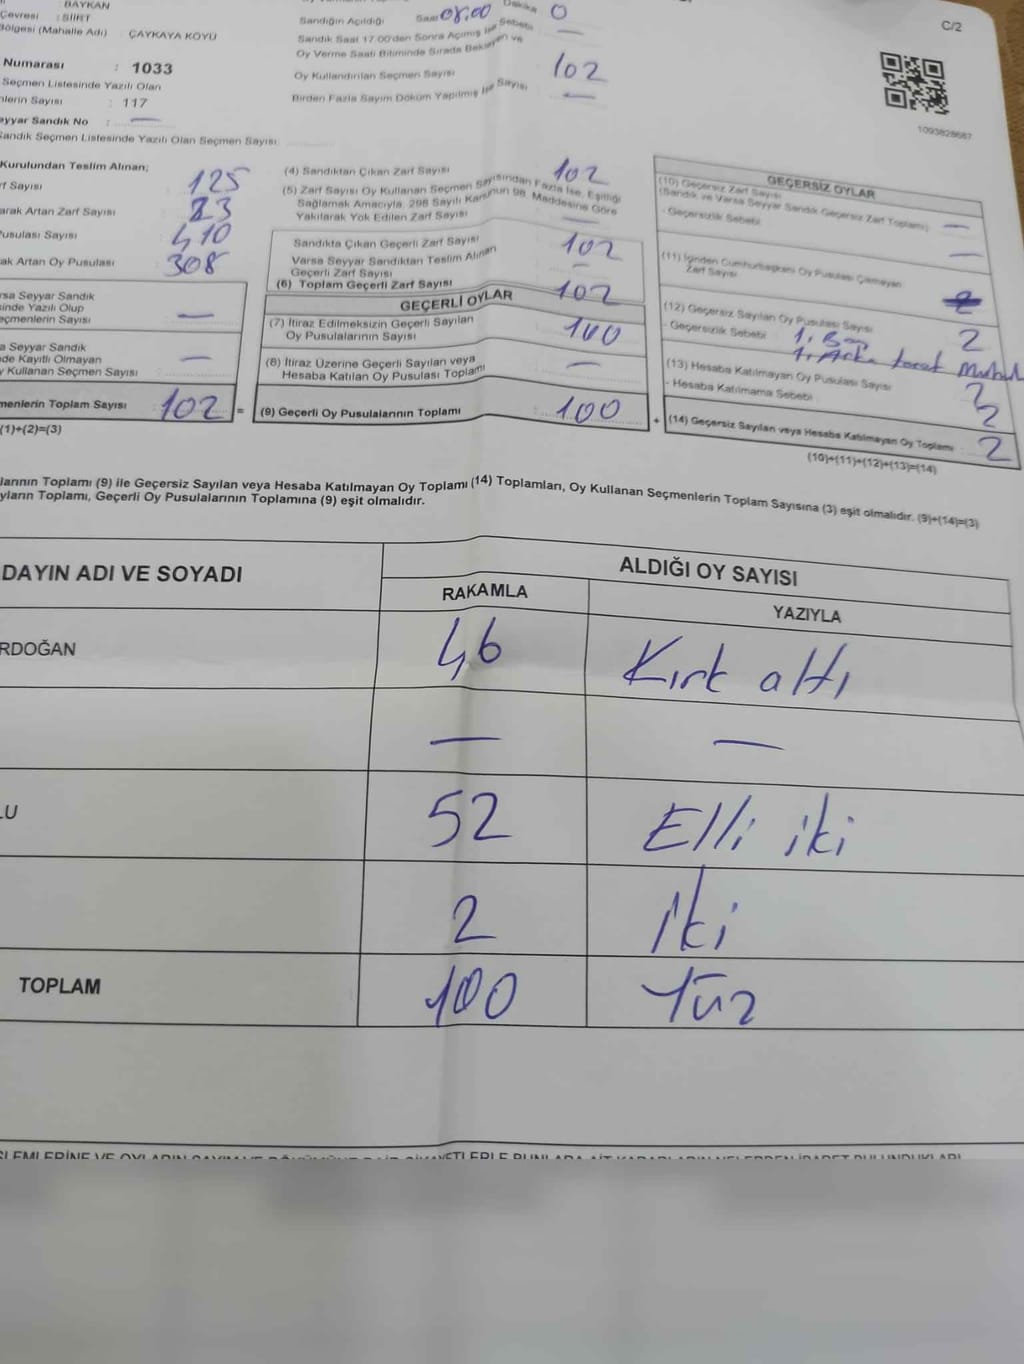 BAYKAN
Çevresi : SİİRT
Bölgesi (Mahalle Adı) ÇAYKAYA KÖYÜ
Numarası : 1033
Seçmen Listesinde Yazılı Olan
Sayısı : 117
Sandık No : —
Sandık Seçmen Listesinde Yazılı Olan Seçmen Sayısı
Sandığın Açıldığı Saat 08.00 Dakika 0
Sandık Saat 17.00'den Sonra Açılmış İse Sebebi —
Oy Verme Saati Bitiminde Sırada Bekleyen ve
Oy Kullandırılan Seçmen Sayısı 102
Birden Fazla Sayım Döküm Yapılmış İse Sayısı —
C/2
1093828687
Kurulundan Teslim Alınan;
Sayısı 125
Artan Zarf Sayısı 23
Sayısı 410
Artan Oy Pusulası 308
Seyyar Sandık
Yazılı Olup
Sayısı —
Seyyar Sandık
Kayıtlı Olmayan
Kullanan Seçmen Sayısı —
Toplam Sayısı 102 =
(1)+(2)=(3)
(4) Sandıktan Çıkan Zarf Sayısı 102
(5) Zarf Sayısı Oy Kullanan Seçmen Sayısından Fazla İse, Eşitliği
Sağlamak Amacıyla, 298 Sayılı Kanunun 98. Maddesine Göre
Yakılarak Yok Edilen Zarf Sayısı —
Sandıkta Çıkan Geçerli Zarf Sayısı 102
Varsa Seyyar Sandıktan Teslim Alınan
Geçerli Zarf Sayısı —
(6) Toplam Geçerli Zarf Sayısı 102
GEÇERLİ OYLAR
(7) İtiraz Edilmeksizin Geçerli Sayılan
Oy Pusulalarının Sayısı 100
(8) İtiraz Üzerine Geçerli Sayılan veya
Hesaba Katılan Oy Pusulası Toplamı —
(9) Geçerli Oy Pusulalarının Toplamı : 100 +
GEÇERSİZ OYLAR
(10) Geçersiz Zarf Sayısı
(Sandık ve Varsa Seyyar Sandık Geçersiz Zarf Toplamı) —
- Geçersizlik Sebebi
(11) İçinden Cumhurbaşkanı Oy Pusulası Çıkmayan —
Zarf Sayısı
(12) Geçersiz Sayılan Oy Pusulası Sayısı 2
- Geçersizlik Sebebi 1.
1. Arka taraf
(13) Hesaba Katılmayan Oy Pusulası Sayısı 2
- Hesaba Katılmama Sebebi 2
(14) Geçersiz Sayılan veya Hesaba Katılmayan Oy Toplamı : 2
(10)+(11)+(12)+(13)=(14)
Toplamı (9) ile Geçersiz Sayılan veya Hesaba Katılmayan Oy Toplamı (14) Toplamları, Oy Kullanan Seçmenlerin Toplam Sayısına (3) eşit olmalıdır. (9)+(14)=(3)
Toplamı, Geçerli Oy Pusulalarının Toplamına (9) eşit olmalıdır.
DAYIN ADI VE SOYADI
ALDIĞI OY SAYISI
RAKAMLA YAZIYLA
RDOĞAN 46 Kırk altı
— —
LU 52 Elli iki
2 iki
TOPLAM 100 Yüz